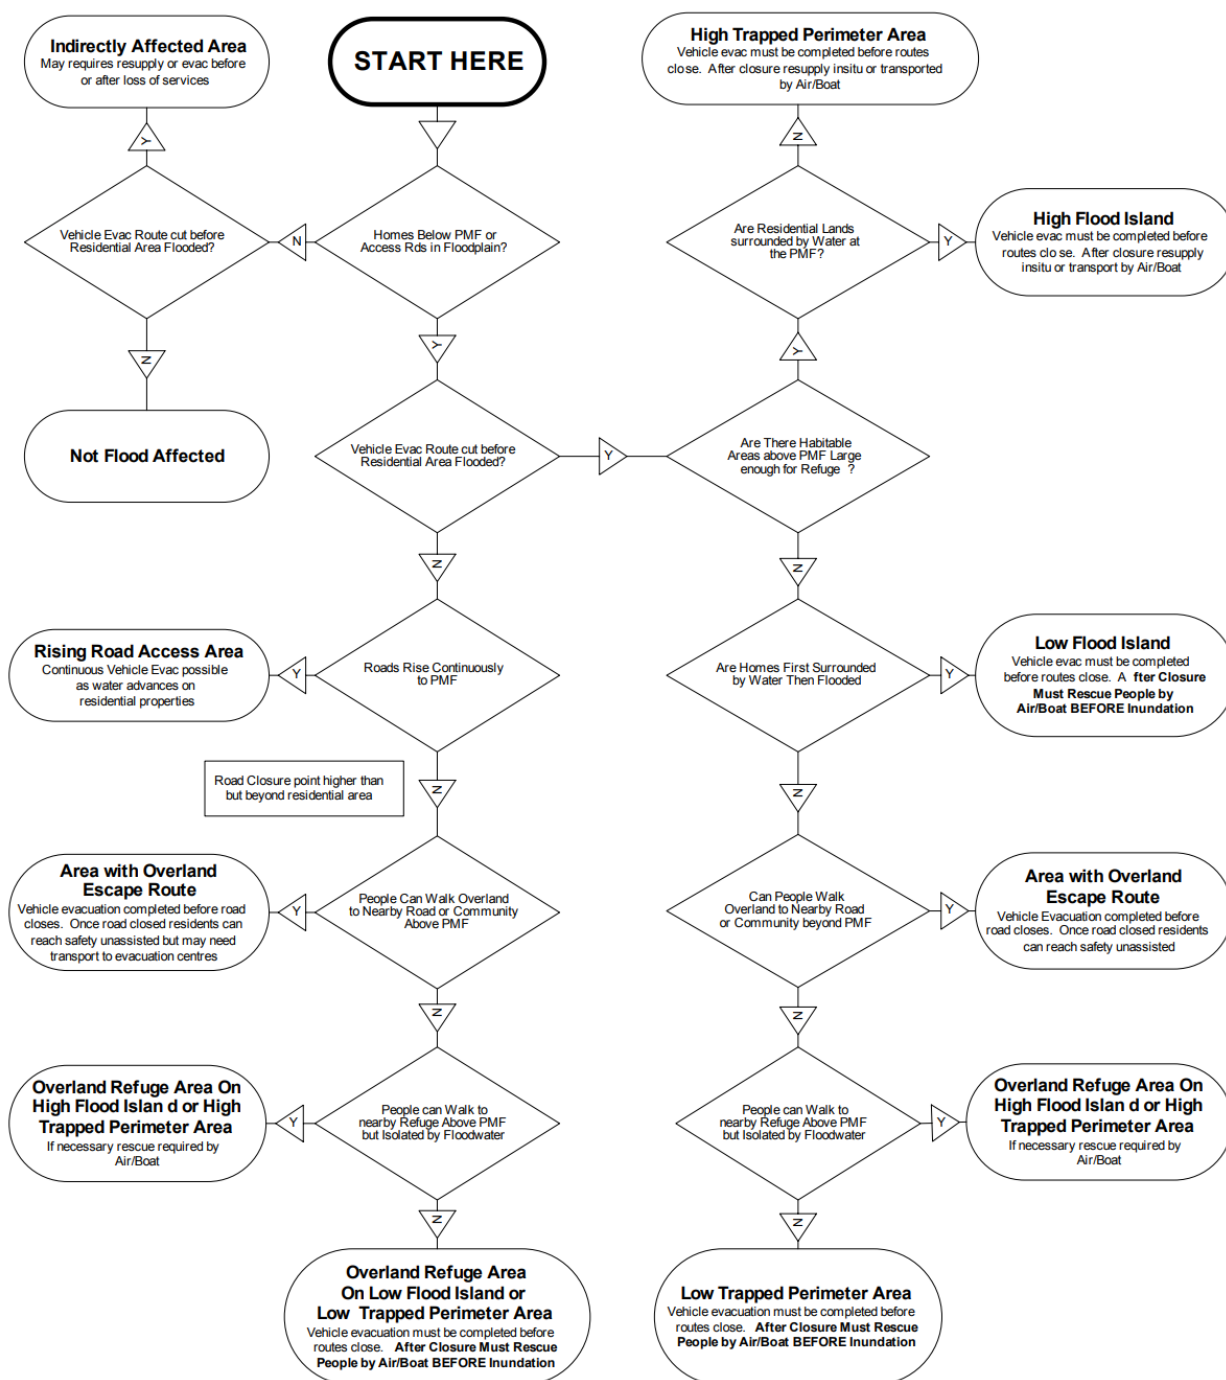 Indirectly Affected Area
May requires resupply or evac before
or after loss of services
START HERE
High Trapped Perimeter Area
Vehicle evac must be completed before routes
close. After closure resupply insitu or transported
by Air/Boat
Y
N
Vehicle Evac Route cut before
Residential Area Flooded?
N
Homes Below PMF or
Access Rds in Floodplain?
Are Residential Lands
surrounded by Water at
the PMF?
Y
High Flood Island
Vehicle evac must be completed before
routes close. After closure resupply
insitu or transport by Air/Boat
N
Y
Y
Not Flood Affected
Vehicle Evac Route cut before
Residential Area Flooded?
Y
Are There Habitable
Areas above PMF Large
enough for Refuge ?
N
N
Rising Road Access Area
Continuous Vehicle Evac possible
as water advances on
residential properties
Y
Roads Rise Continuously
to PMF
Are Homes First Surrounded
by Water Then Flooded
Y
Low Flood Island
Vehicle evac must be completed
before routes close. A fter Closure
Must Rescue People by
Air/Boat BEFORE Inundation
Road Closure point higher than
but beyond residential area
N
N
Area with Overland
Escape Route
Vehicle evacuation completed before road
closes. Once road closed residents can
reach safety unassisted but may need
transport to evacuation centres
Y
People Can Walk Overland
to Nearby Road or Community
Above PMF
Can People Walk
Overland to Nearby Road
or Community beyond PMF
Y
Area with Overland
Escape Route
Vehicle Evacuation completed before
road closes. Once road closed residents
can reach safety unassisted
N
N
Overland Refuge Area On
High Flood Islan d or High
Trapped Perimeter Area
If necessary rescue required by
Air/Boat
Y
People can Walk to
nearby Refuge Above PMF
but Isolated by Floodwater
People can Walk to
nearby Refuge Above PMF
but Isolated by Floodwater
Y
Overland Refuge Area On
High Flood Islan d or High
Trapped Perimeter Area
If necessary rescue required by
Air/Boat
N
N
Overland Refuge Area
On Low Flood Island or
Low Trapped Perimeter Area
Vehicle evacuation must be completed before
routes close. After Closure Must Rescue
People by Air/Boat BEFORE Inundation
Low Trapped Perimeter Area
Vehicle evacuation must be completed before
routes close. After Closure Must Rescue
People by Air/Boat BEFORE Inundation